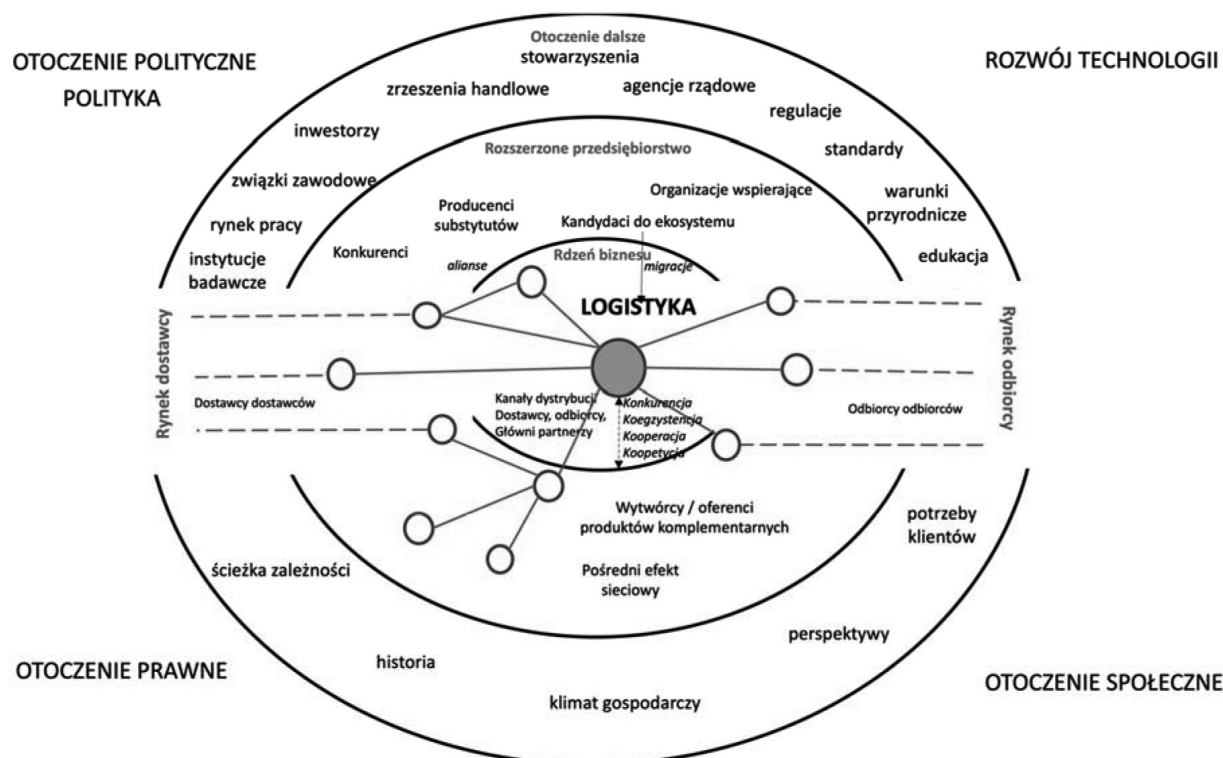 OTOCZENIE POLITYCZNE
POLITYKA
ROZWÓJ TECHNOLOGII
Otoczenie dalsze
stowarzyszenia
zrzeszenia handlowe
agencje rządowe
inwestorzy
regulacje
standardy
związki zawodowe
warunki
przyrodnicze
rynek pracy
edukacja
instytucje
badawcze
Rozszerzone przedsiębiorstwo
Organizacje wspierające
Producenci
substytutów
Kandydaci do ekosystemu
Konkurenci
alianse
Rdzeń biznesu
migracje
LOGISTYKA
Rynek dostawcy
Rynek odbiorcy
Dostawcy dostawców
Kanały dystrybucji
Dostawcy, odbiorcy,
Główni partnerzy
Konkurencja
Koegzystencja
Kooperacja
Koopetycja
Odbiorcy odbiorców
Wytwórcy / oferenci
produktów komplementarnych
Pośredni efekt
sieciowy
potrzeby
klientów
ścieżka zależności
perspektywy
historia
klimat gospodarczy
OTOCZENIE PRAWNE
OTOCZENIE SPOŁECZNE